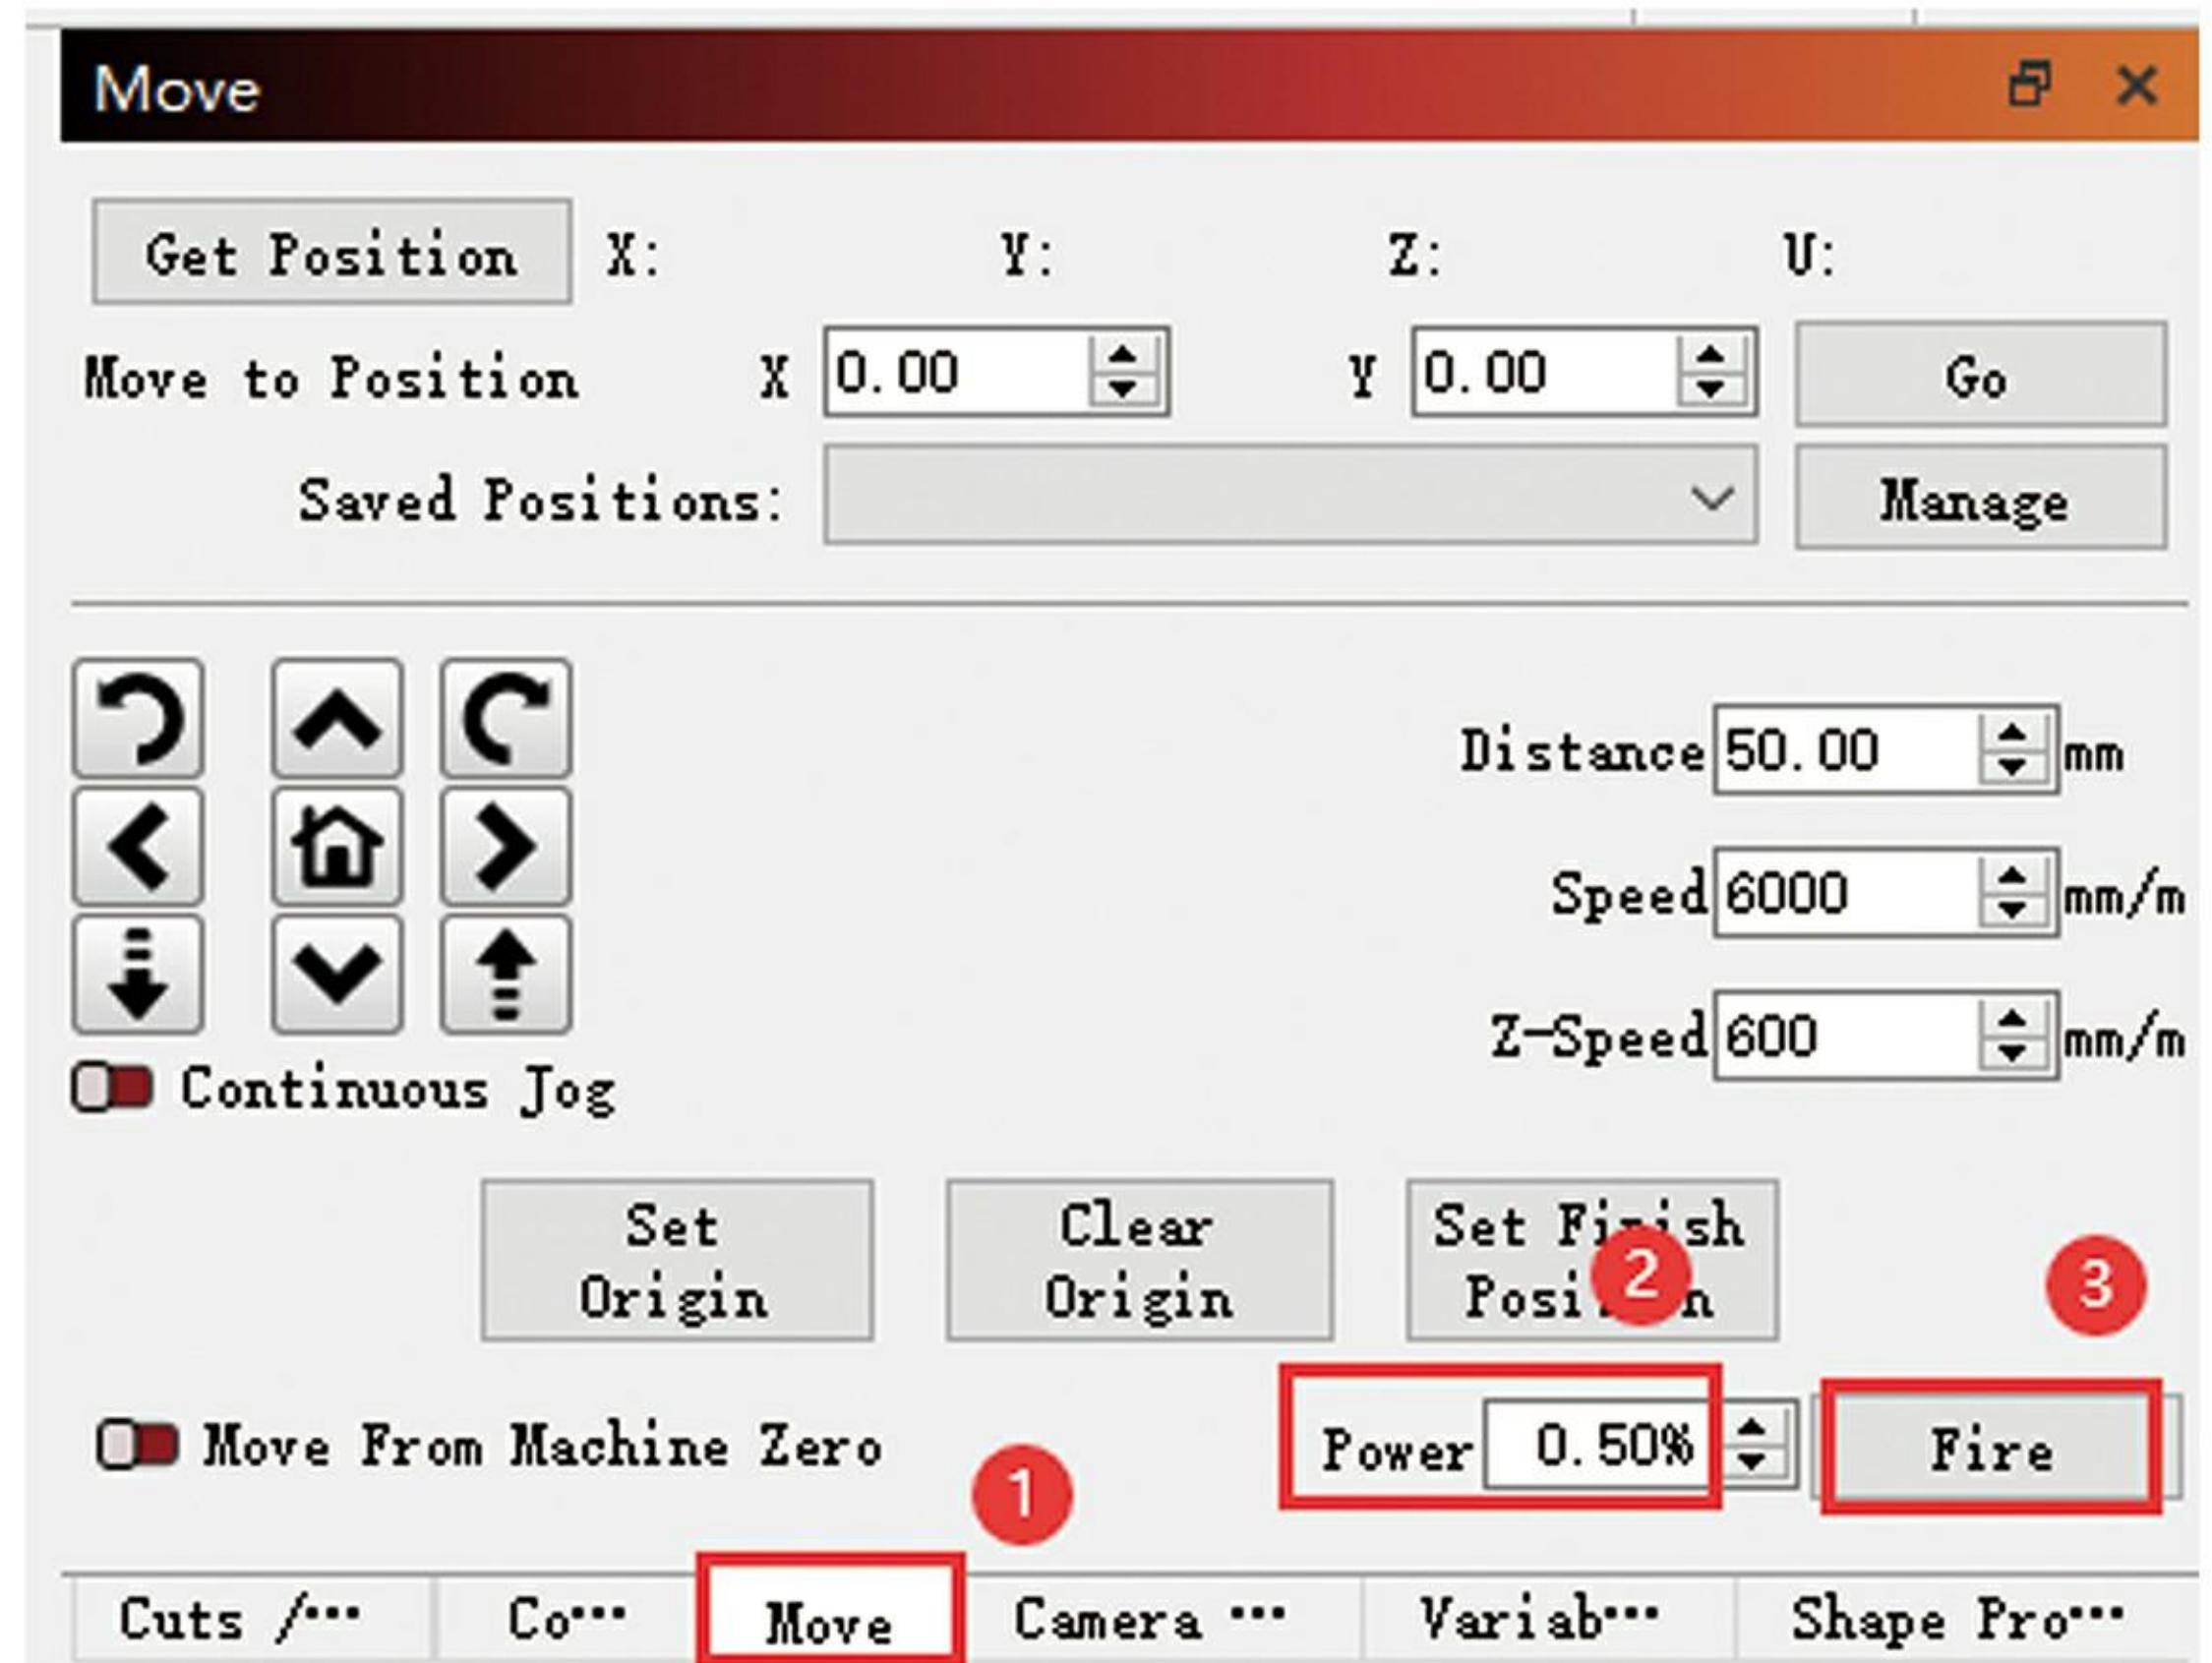 Move
Get Position X: Y: Z: U:
Move to Position X 0.00 Y 0.00 Go
Saved Positions: Manage
Distance 50.00 mm
Speed 6000 mm/m
Z-Speed 600 mm/m
Continuous Jog
Set Origin Clear Origin Set Finish
2 3
Move From Machine Zero Power 0.50% Fire
1
Cuts /··· Co··· Move Camera ··· Variab··· Shape Pro···